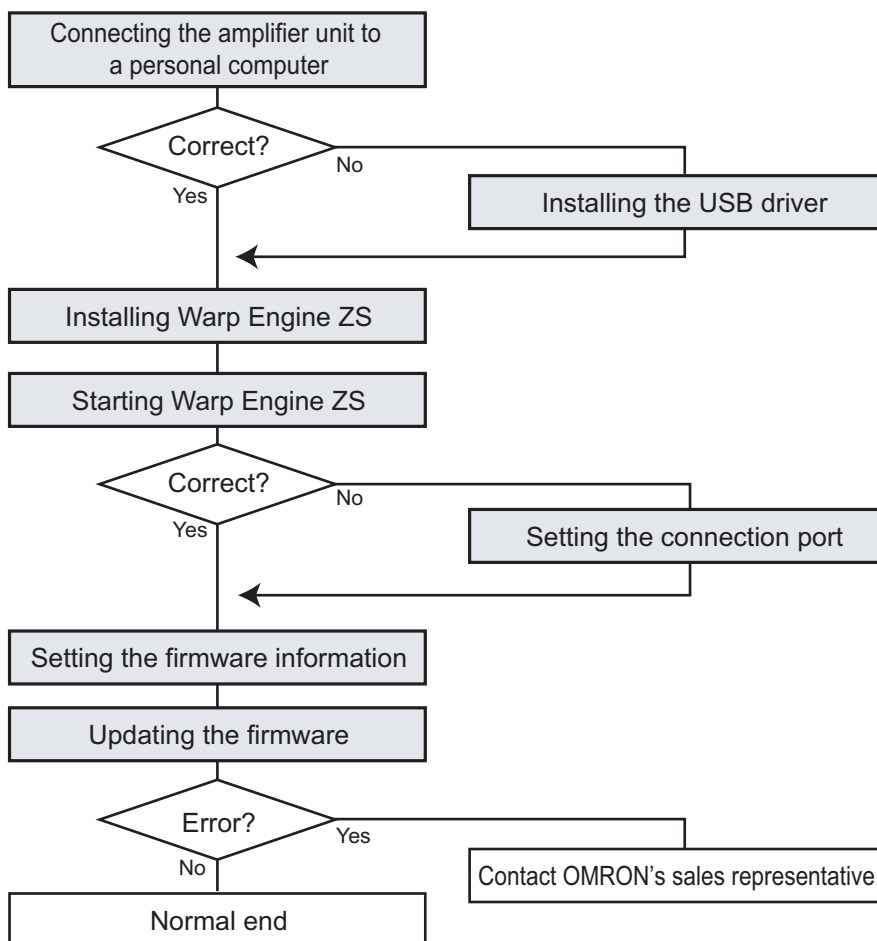 Connecting the amplifier unit to
a personal computer
Correct?
No
Yes
Installing the USB driver
Installing Warp Engine ZS
Starting Warp Engine ZS
Correct?
No
Yes
Setting the connection port
Setting the firmware information
Updating the firmware
Error?
Yes
No
Contact OMRON's sales representative
Normal end